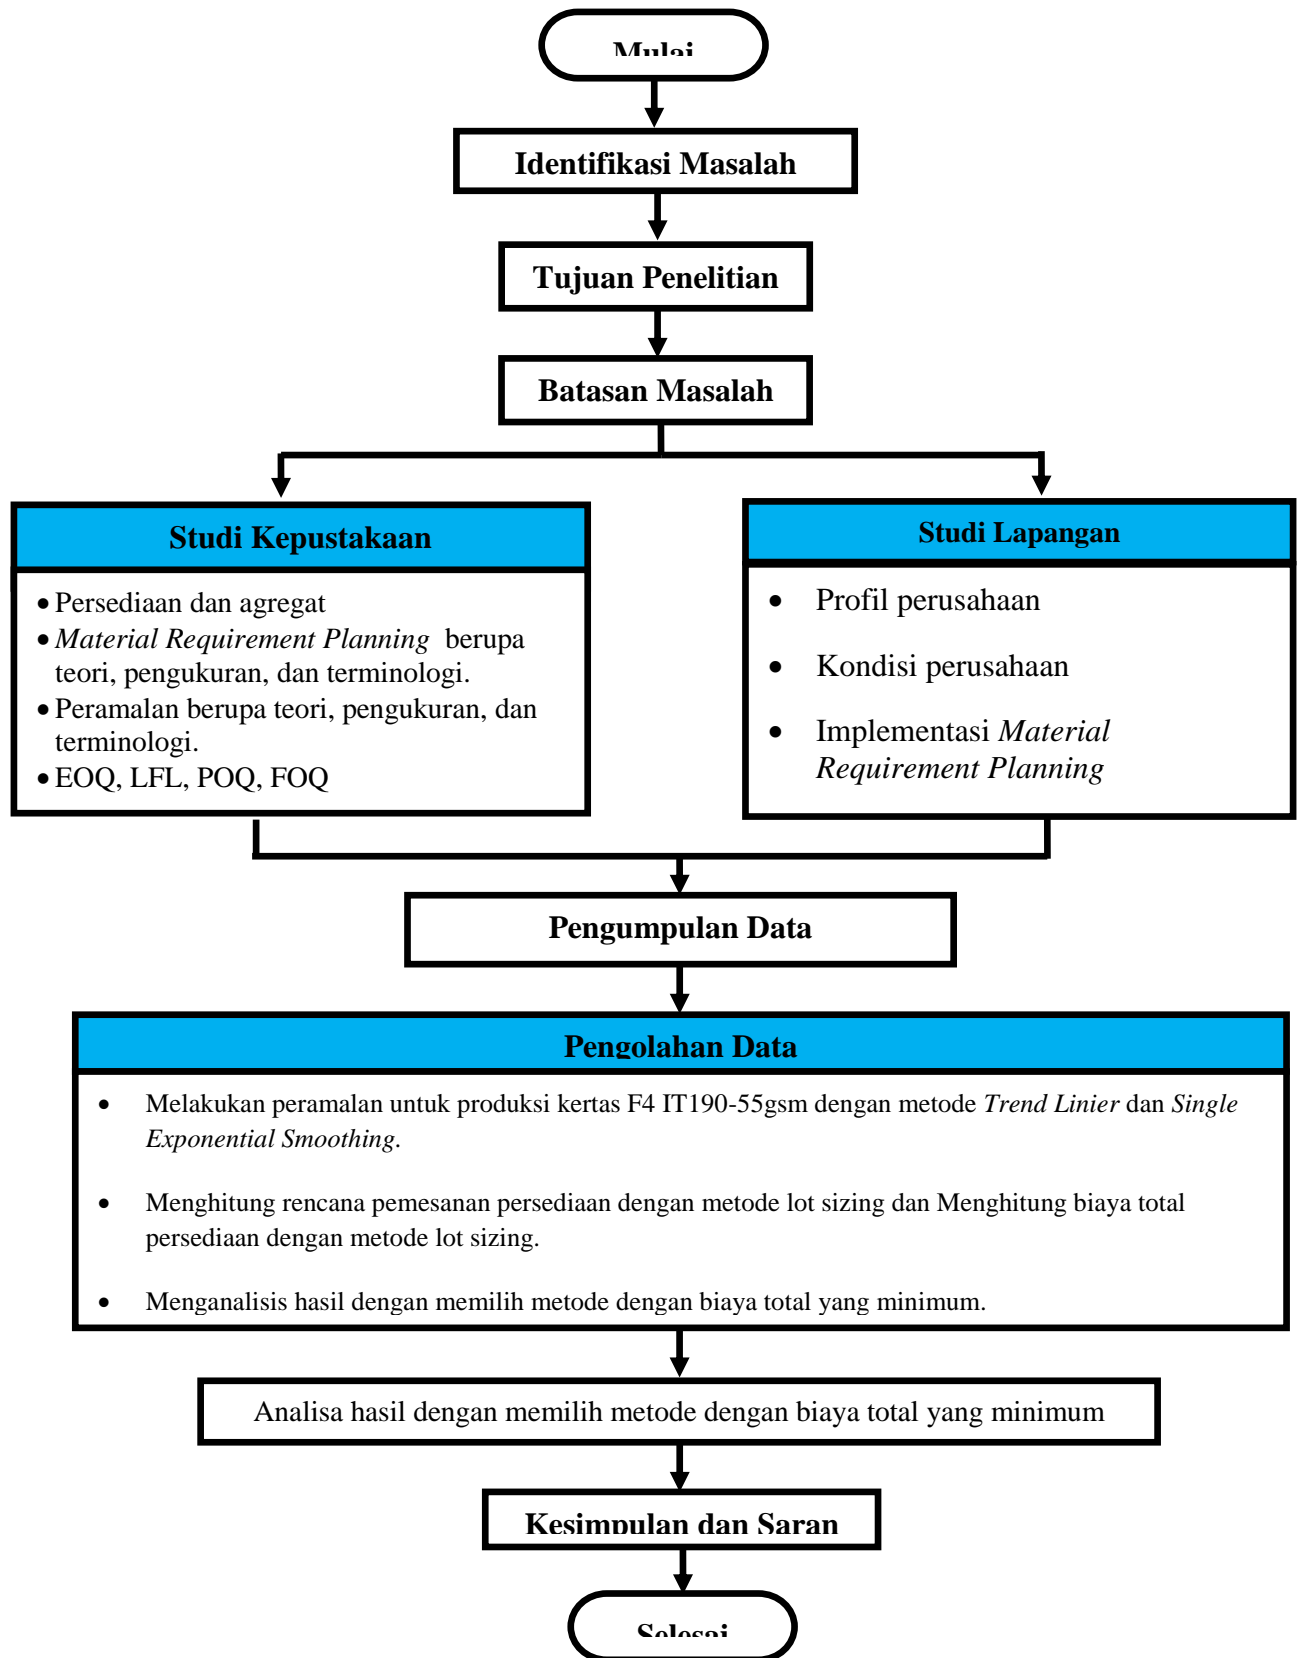 Mulai
Identifikasi Masalah
Tujuan Penelitian
Batasan Masalah
Studi Kepustakaan
• Persediaan dan agregat
• Material Requirement Planning berupa
teori, pengukuran, dan terminologi.
• Peramalan berupa teori, pengukuran, dan
terminologi.
• EOQ, LFL, POQ, FOQ
Studi Lapangan
• Profil perusahaan
• Kondisi perusahaan
• Implementasi Material
Requirement Planning
Pengumpulan Data
Pengolahan Data
• Melakukan peramalan untuk produksi kertas F4 IT190-55gsm dengan metode Trend Linier dan Single
Exponential Smoothing.
• Menghitung rencana pemesanan persediaan dengan metode lot sizing dan Menghitung biaya total
persediaan dengan metode lot sizing.
• Menganalisis hasil dengan memilih metode dengan biaya total yang minimum.
Analisa hasil dengan memilih metode dengan biaya total yang minimum
Kesimpulan dan Saran
Selesai